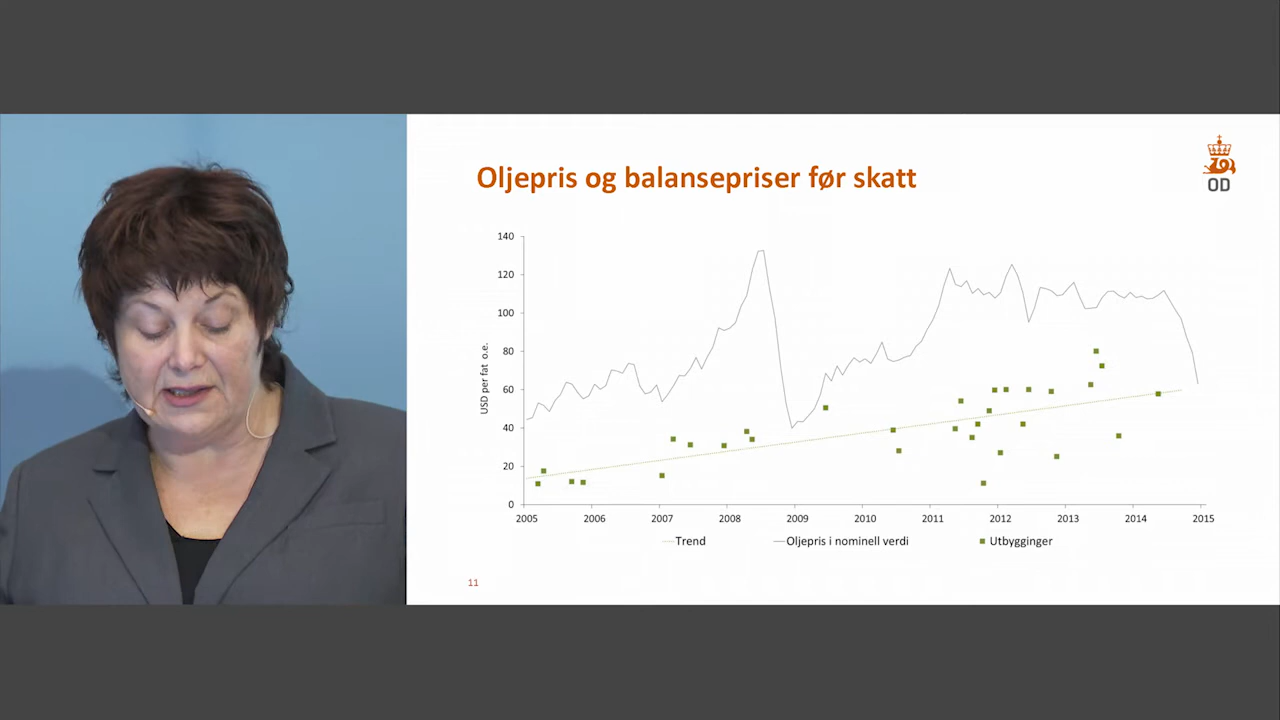 Oljepris og balansepriser før skatt
OD
USD per fat o.e.
140
120
100
80
60
40
20
0
2005 2006 2007 2008 2009 2010 2011 2012 2013 2014 2015
Trend Oljepris i nominell verdi Utbygginger
11